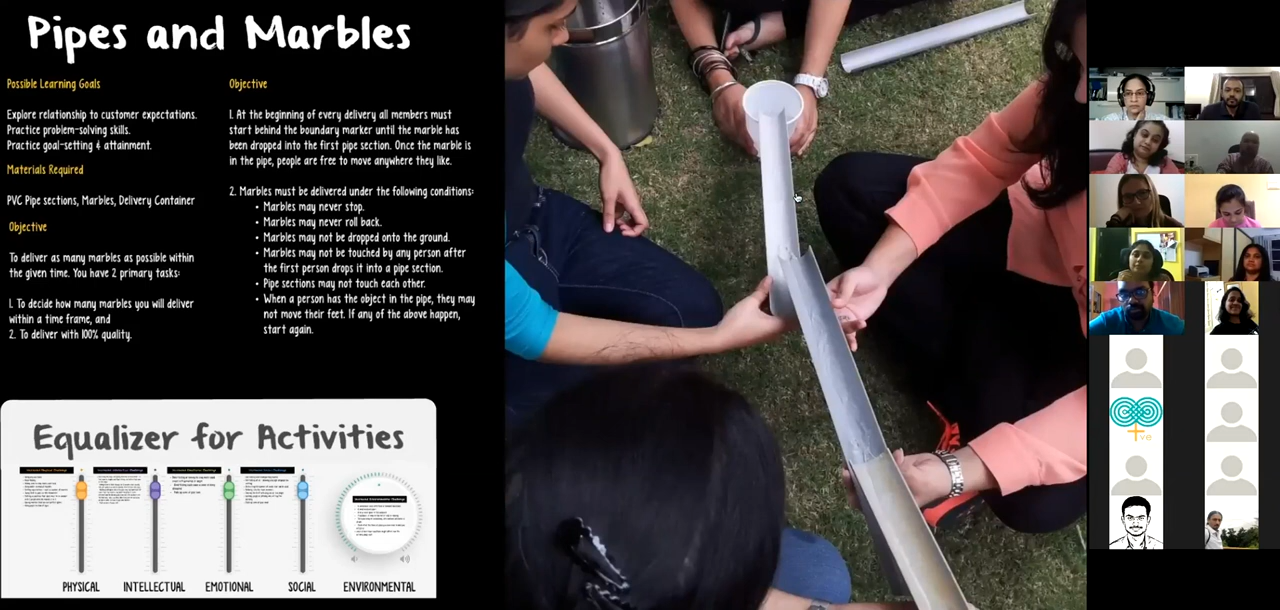 Pipes and Marbles
Possible Learning Goals
Explore relationship to customer expectations.
Practice problem-solving skills.
Practice goal-setting & attainment.
Materials Required
PVC Pipe sections, Marbles, Delivery Container
Objective
To deliver as many marbles as possible within
the given time. You have 2 primary tasks:
1. To decide how many marbles you will deliver
within a time frame, and
2. To deliver with 100% quality.
Objective
1. At the beginning of every delivery all members must
start behind the boundary marker until the marble has
been dropped into the first pipe section. Once the marble is
in the pipe, people are free to move anywhere they like.
2. Marbles must be delivered under the following conditions:
• Marbles may never stop.
• Marbles may never roll back.
• Marbles may not be dropped onto the ground.
• Marbles may not be touched by any person after
the first person drops it into a pipe section.
• Pipe sections may not touch each other.
• When a person has the object in the pipe, they may
not move their feet. If any of the above happen,
start again.
Equalizer for Activities
PHYSICAL INTELLECTUAL EMOTIONAL SOCIAL ENVIRONMENTAL
+ve